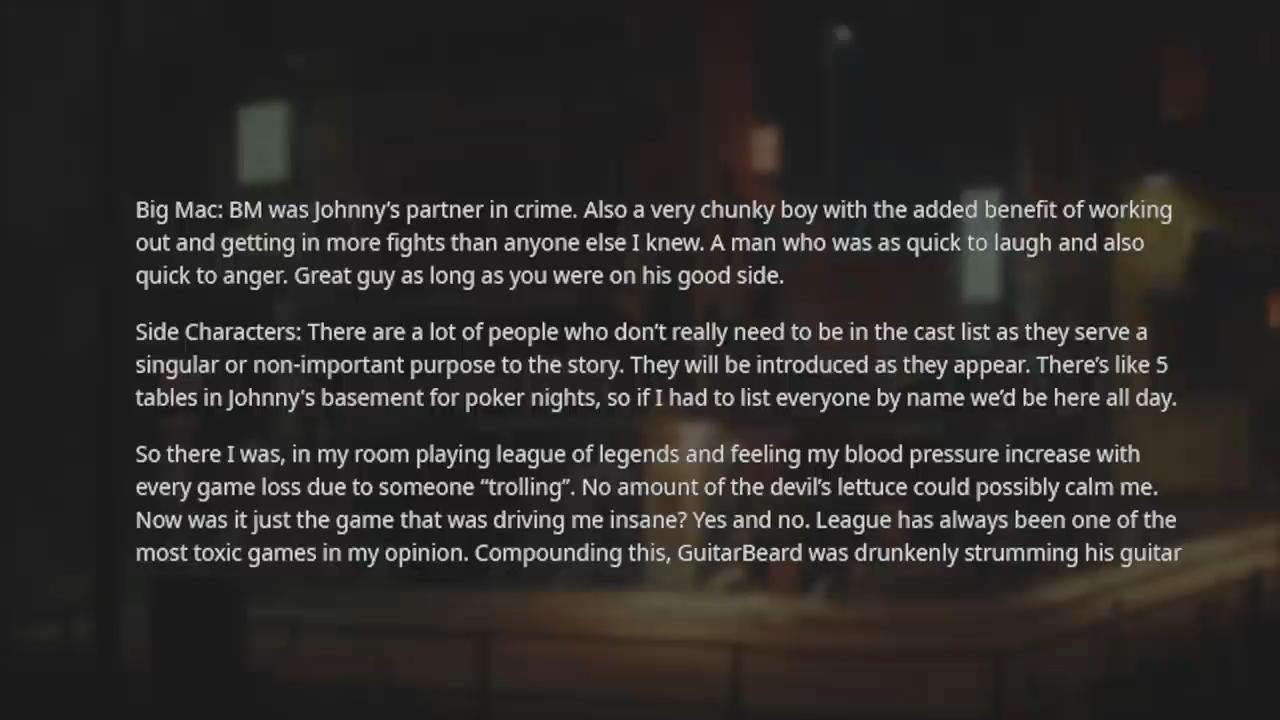 Big Mac: BM was Johnny’s partner in crime. Also a very chunky boy with the added benefit of working
out and getting in more fights than anyone else I knew. A man who was as quick to laugh and also
quick to anger. Great guy as long as you were on his good side.
Side Characters: There are a lot of people who don’t really need to be in the cast list as they serve a
singular or non-important purpose to the story. They will be introduced as they appear. There’s like 5
tables in Johnny's basement for poker nights, so if I had to list everyone by name we’d be here all day.
So there I was, in my room playing league of legends and feeling my blood pressure increase with
every game loss due to someone “trolling”. No amount of the devil’s lettuce could possibly calm me.
Now was it just the game that was driving me insane? Yes and no. League has always been one of the
most toxic games in my opinion. Compounding this, GuitarBeard was drunkenly strumming his guitar